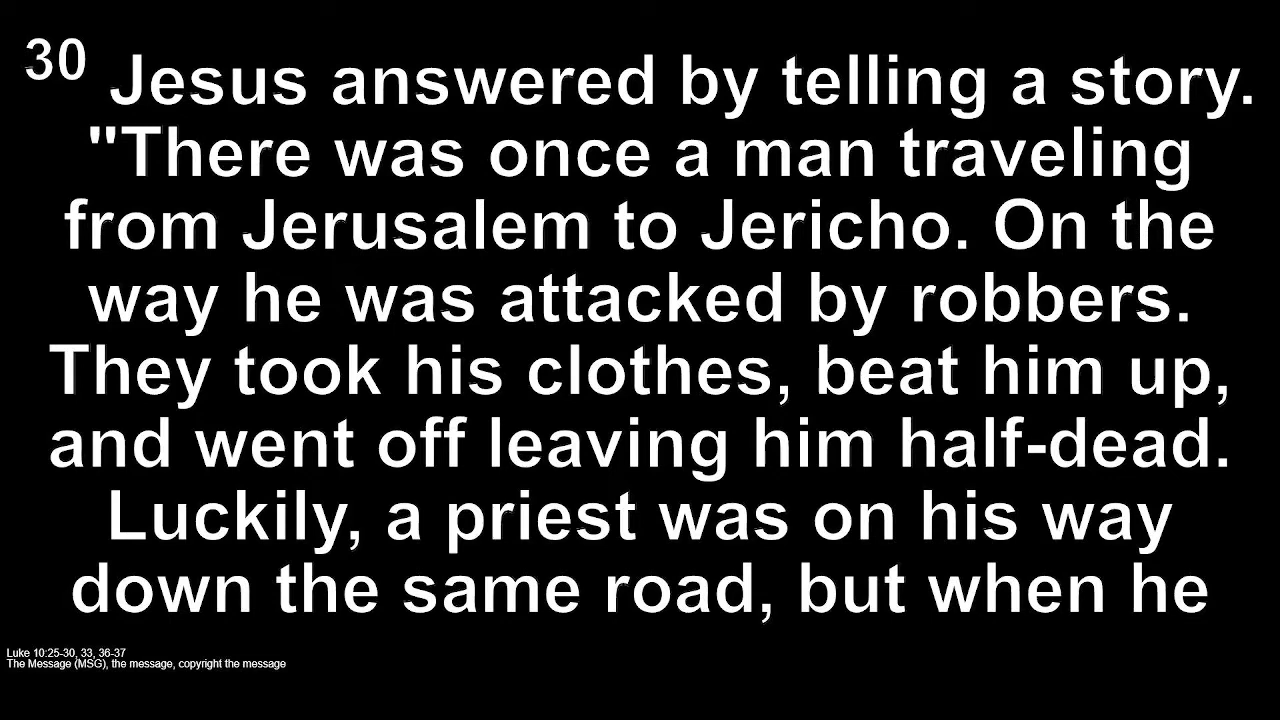 30 Jesus answered by telling a story.
"There was once a man traveling
from Jerusalem to Jericho. On the
way he was attacked by robbers.
They took his clothes, beat him up,
and went off leaving him half-dead.
Luckily, a priest was on his way
down the same road, but when he
Luke 10:25-30, 33, 36-37
The Message (MSG), the message, copyright the message